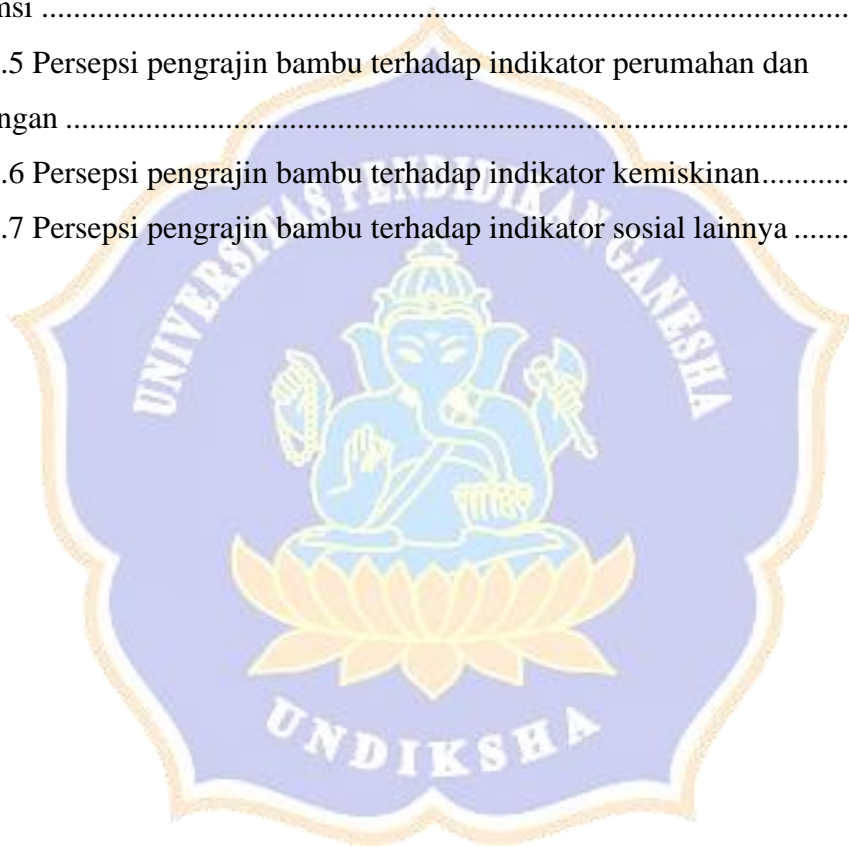 msi ....................................................................................................
.5 Persepsi pengrajin bambu terhadap indikator perumahan dan
ngan .................................................................................................
.6 Persepsi pengrajin bambu terhadap indikator kemiskinan...........
.7 Persepsi pengrajin bambu terhadap indikator sosial lainnya .......
UNIVERSITAS PENDIDIKAN GANESHA
UNDIKSHA